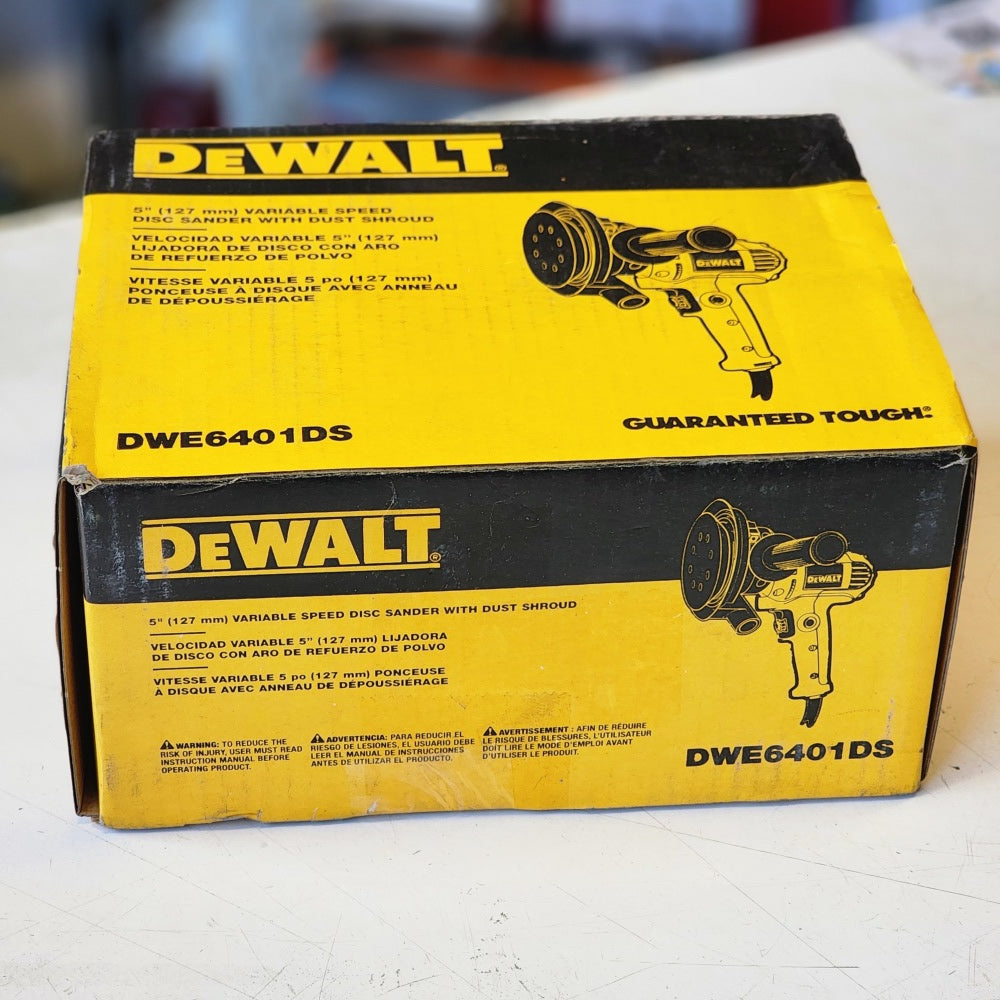 DEWALT®
5" (127 mm) VARIABLE SPEED
DISC SANDER WITH DUST SHROUD
VELOCIDAD VARIABLE 5" (127 mm)
LIJADORA DE DISCO CON ARO
DE REFUERZO DE POLVO
VITESSE VARIABLE 5 po (127 mm)
PONCEUSE À DISQUE AVEC ANNEAU
DE DÉPOUSSIÉRAGE
DEWALT
DWE6401DS
GUARANTEED TOUGH®
DEWALT®
5" (127 mm) VARIABLE SPEED DISC SANDER WITH DUST SHROUD
VELOCIDAD VARIABLE 5" (127 mm) LIJADORA
DE DISCO CON ARO DE REFUERZO DE POLVO
VITESSE VARIABLE 5 po (127 mm) PONCEUSE
À DISQUE AVEC ANNEAU DE DÉPOUSSIÉRAGE
DEWALT
WARNING: TO REDUCE THE
RISK OF INJURY, USER MUST READ
INSTRUCTION MANUAL BEFORE
OPERATING PRODUCT.
ADVERTENCIA: PARA REDUCIR EL
RIESGO DE LESIONES, EL USUARIO DEBE
LEER EL MANUAL DE INSTRUCCIONES
ANTES DE UTILIZAR EL PRODUCTO.
AVERTISSEMENT : AFIN DE RÉDUIRE
LE RISQUE DE BLESSURES, L'UTILISATEUR
DOIT LIRE LE MODE D'EMPLOI AVANT
D'UTILISER LE PRODUIT.
DWE6401DS